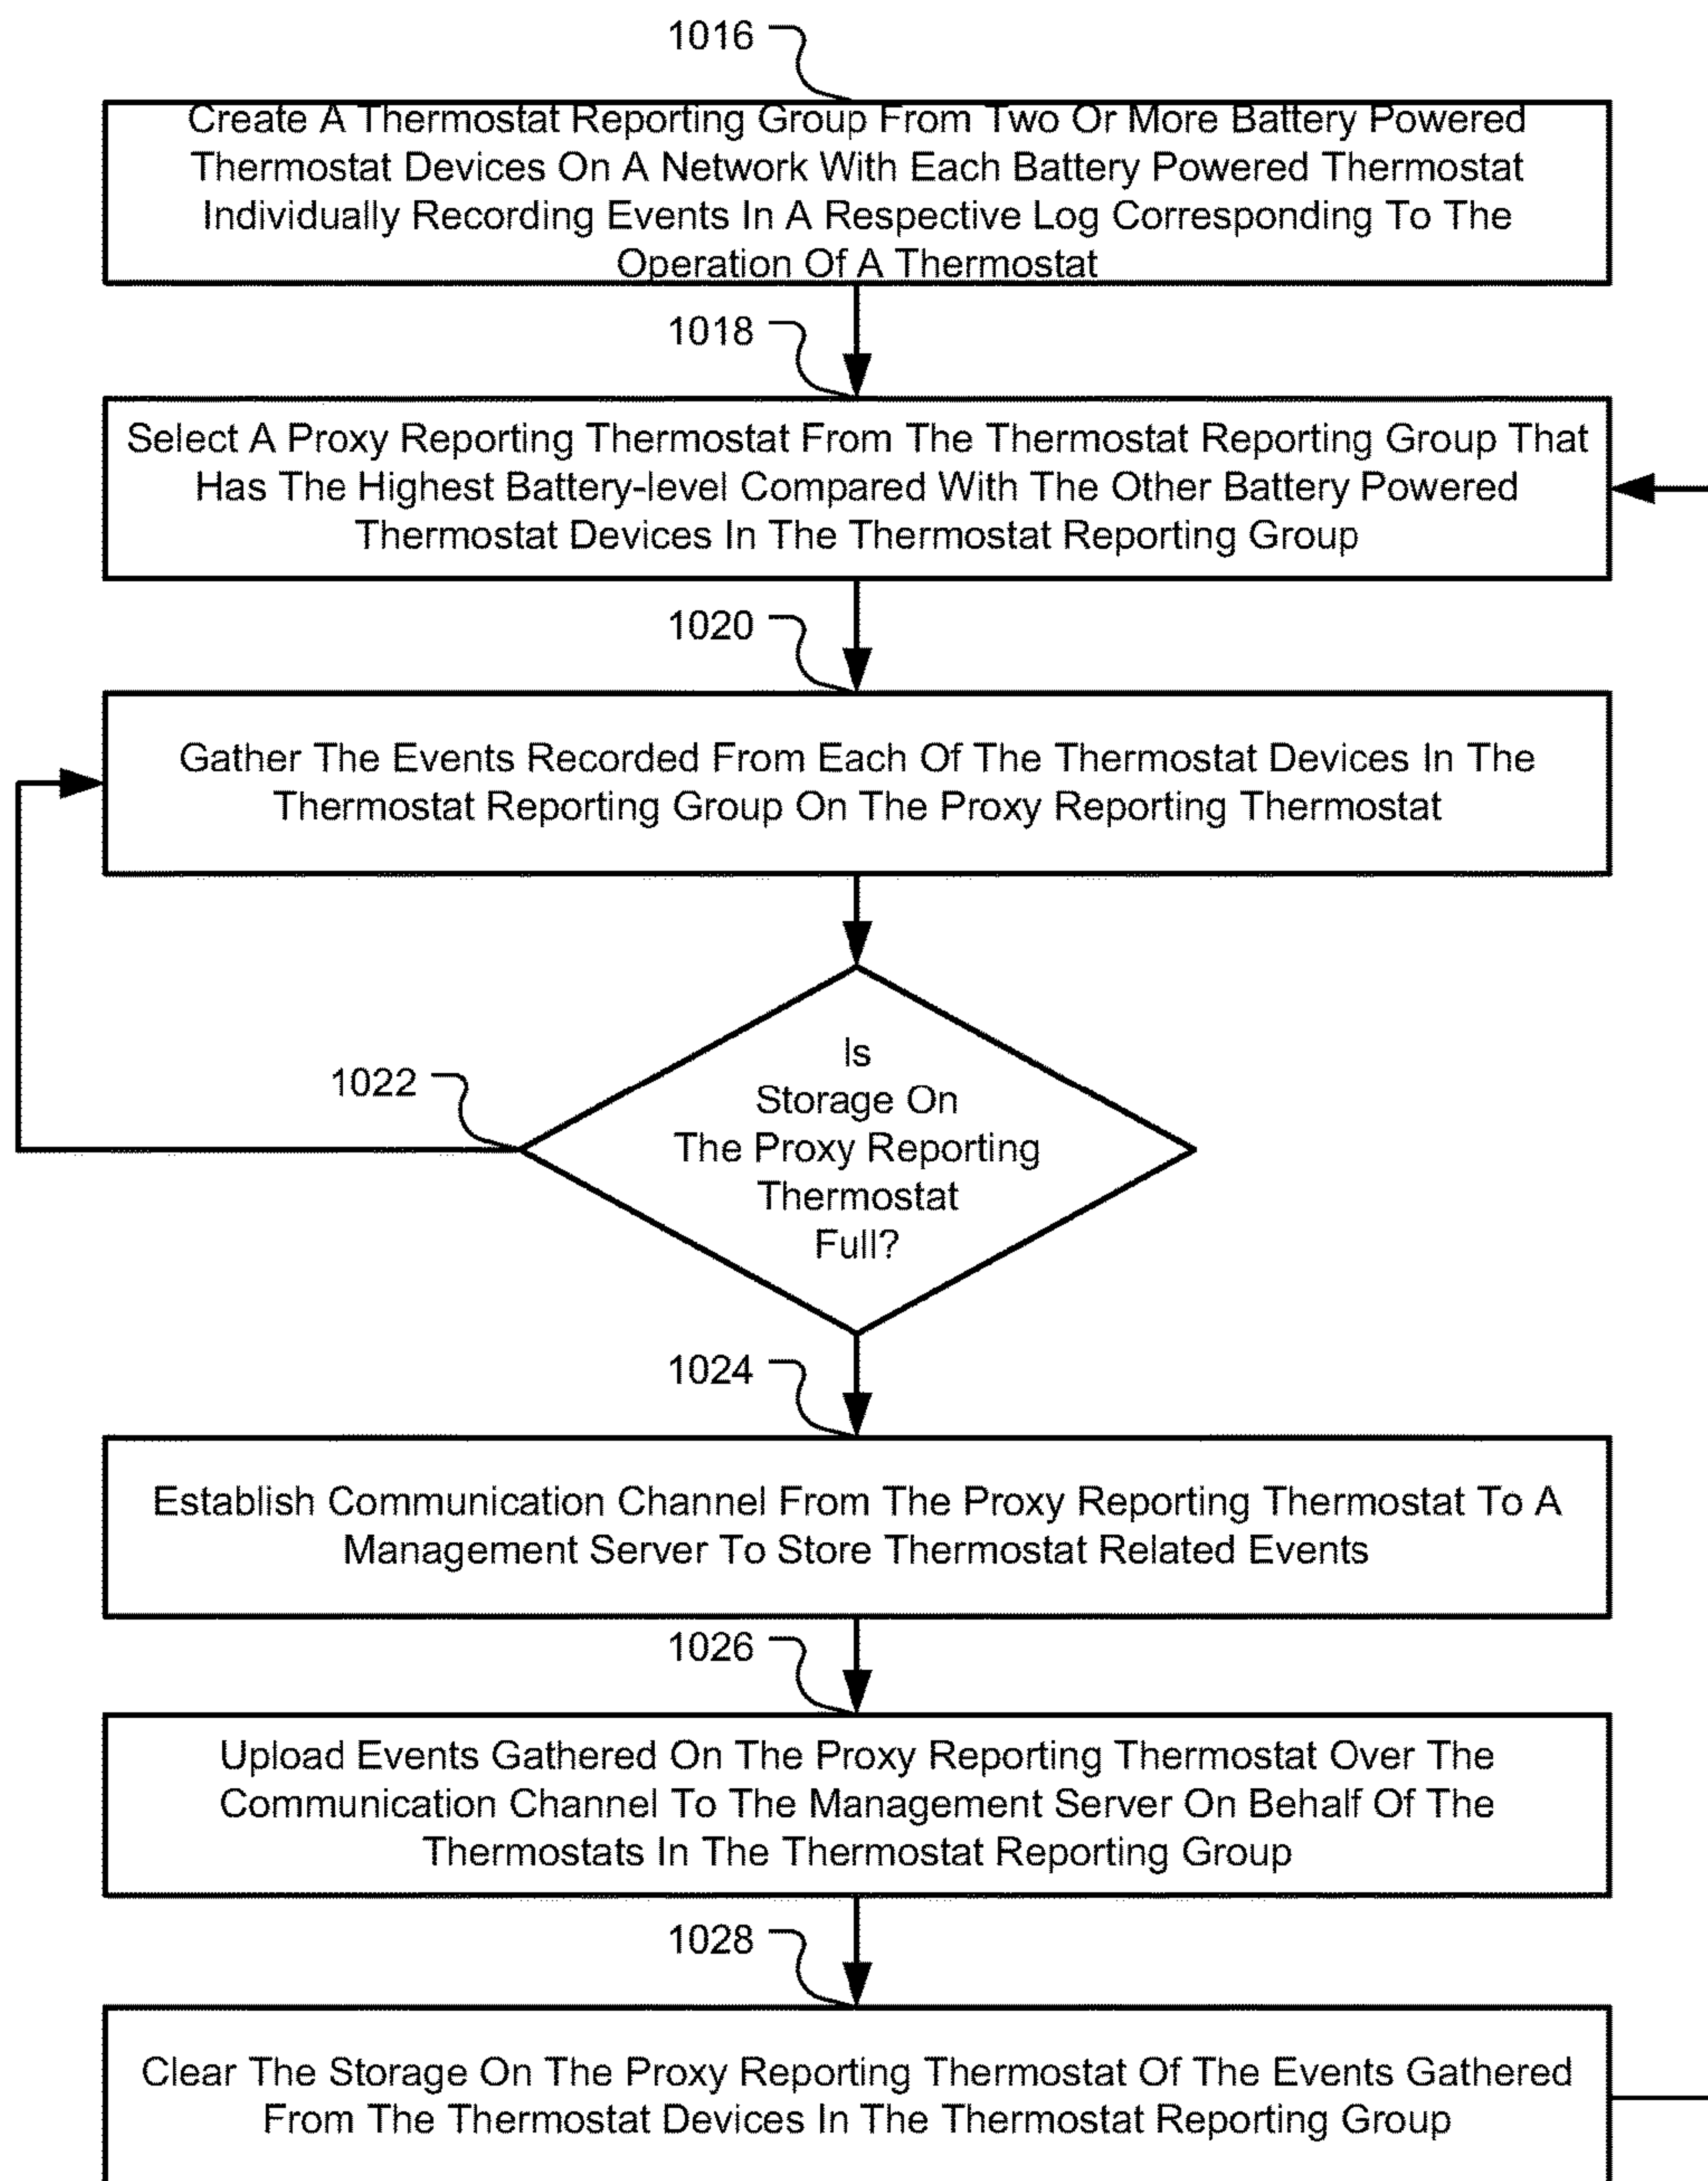 1016
Create A Thermostat Reporting Group From Two Or More Battery Powered
Thermostat Devices On A Network With Each Battery Powered Thermostat
Individually Recording Events In A Respective Log Corresponding To The
Operation Of A Thermostat
1018
Select A Proxy Reporting Thermostat From The Thermostat Reporting Group That
Has The Highest Battery-level Compared With The Other Battery Powered
Thermostat Devices In The Thermostat Reporting Group
1020
Gather The Events Recorded From Each Of The Thermostat Devices In The
Thermostat Reporting Group On The Proxy Reporting Thermostat
1022
Is
Storage On
The Proxy Reporting
Thermostat
Full?
1024
Establish Communication Channel From The Proxy Reporting Thermostat To A
Management Server To Store Thermostat Related Events
1026
Upload Events Gathered On The Proxy Reporting Thermostat Over The
Communication Channel To The Management Server On Behalf Of The
Thermostats In The Thermostat Reporting Group
1028
Clear The Storage On The Proxy Reporting Thermostat Of The Events Gathered
From The Thermostat Devices In The Thermostat Reporting Group